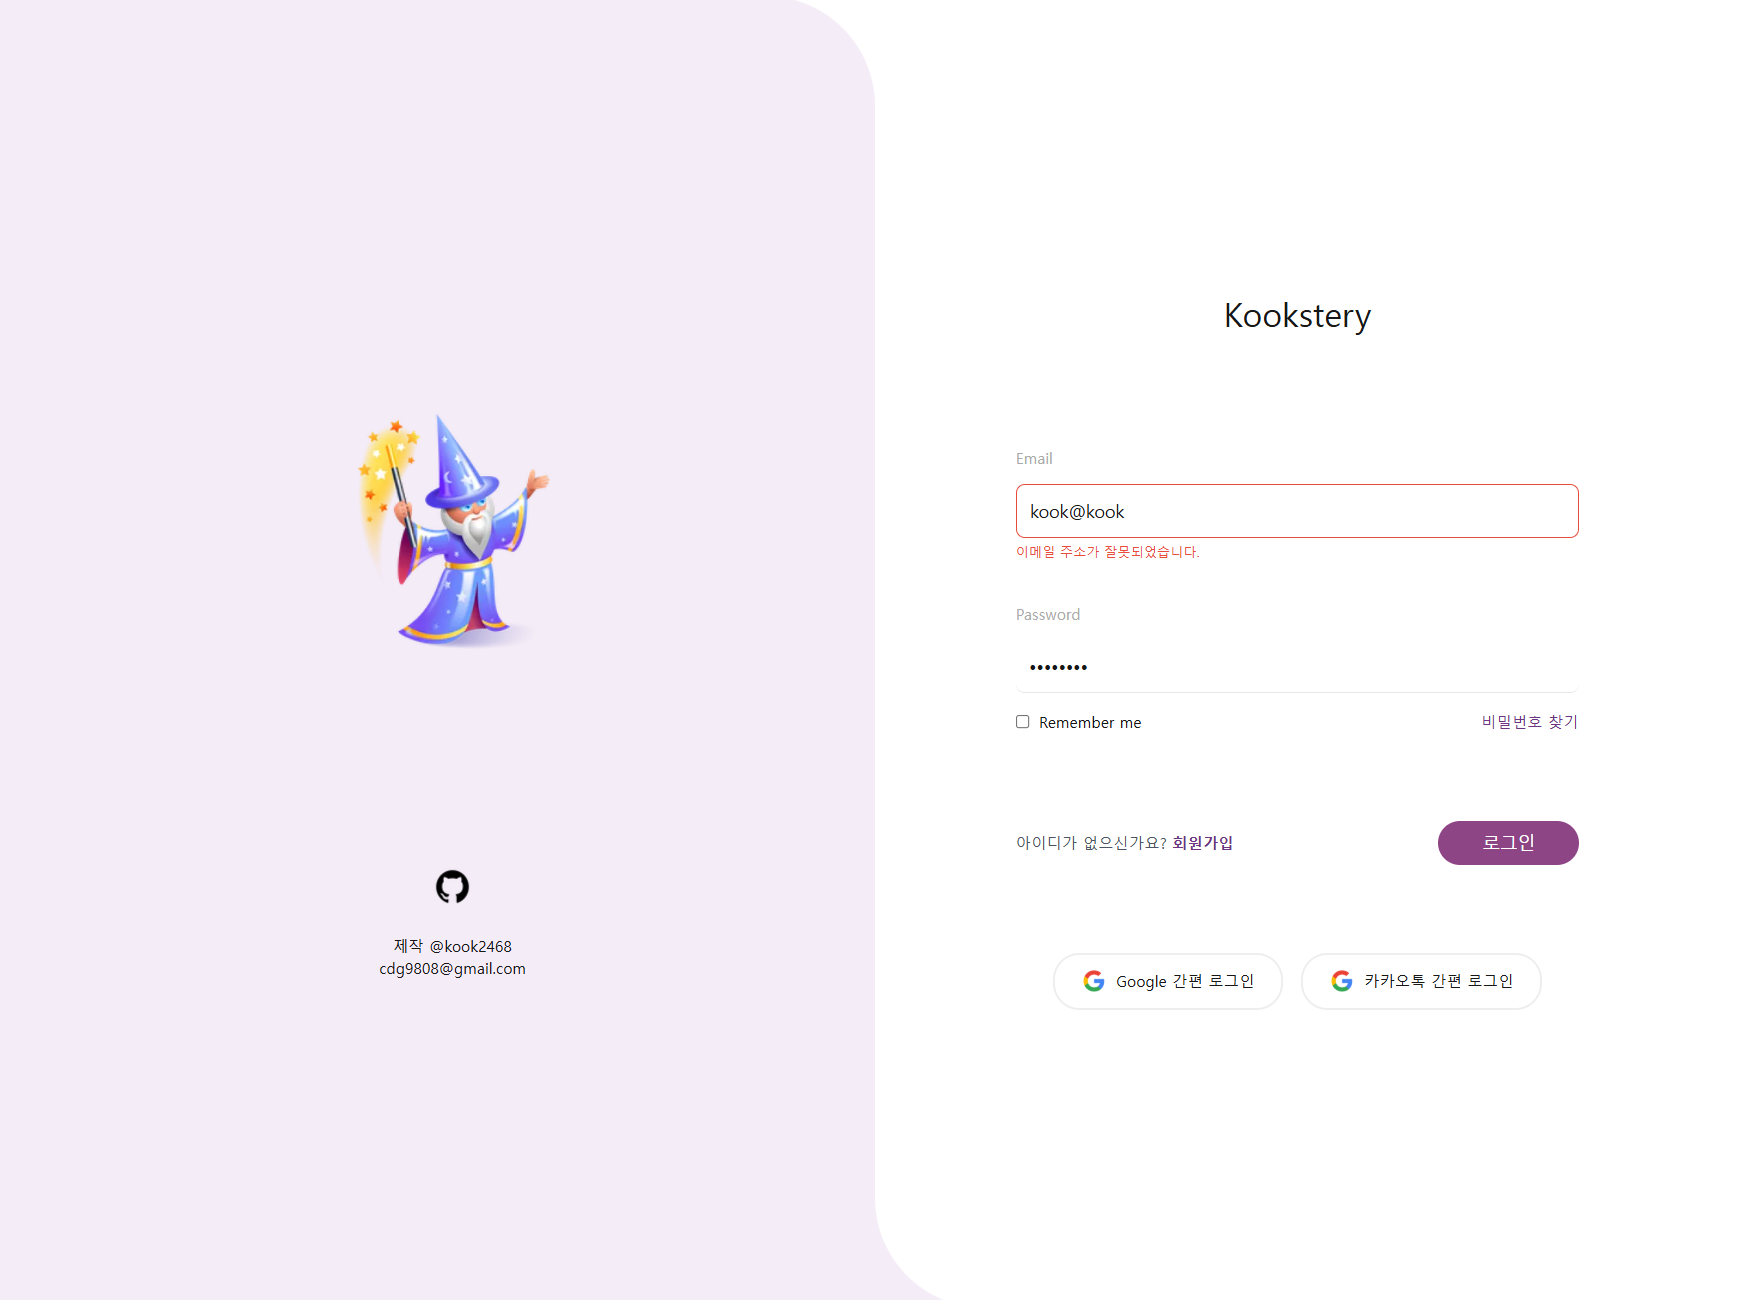 제작 @kook2468
cdg9808@gmail.com
Kookstery
Email
kook@kook
이메일 주소가 잘못되었습니다.
Password
••••••••
Remember me
비밀번호 찾기
아이디가 없으신가요? 회원가입
로그인
Google 간편 로그인
카카오톡 간편 로그인